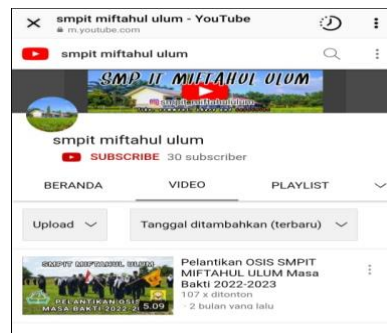 smpit miftahul ulum - YouTube
m.youtube.com
smpit miftahul ulum
SMP IT MIFTAHUL ULUM
smpit miftahul ulum
SUBSCRIBE 30 subscriber
BERANDA VIDEO PLAYLIST
Upload Tanggal ditambahkan (terbaru)
SMPIT MIFTAHUL ULUM
PELANTIKAN OSIS
MASA BAKTI 2022-2
5.09
Pelantikan OSIS SMPIT
MIFTAHUL ULUM Masa
Bakti 2022-2023
107 x ditonton
2 bulan yang lalu